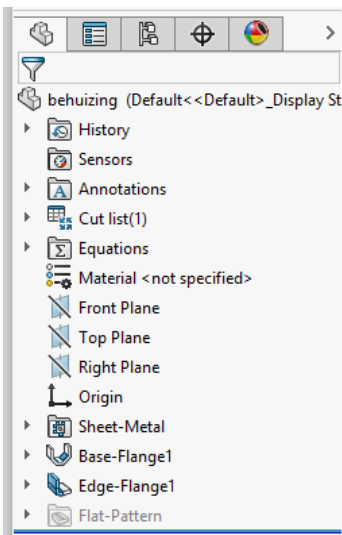 behuizing (Default<<Default>_Display St
History
Sensors
Annotations
Cut list(1)
Equations
Material <not specified>
Front Plane
Top Plane
Right Plane
Origin
Sheet-Metal
Base-Flange1
Edge-Flange1
Flat-Pattern